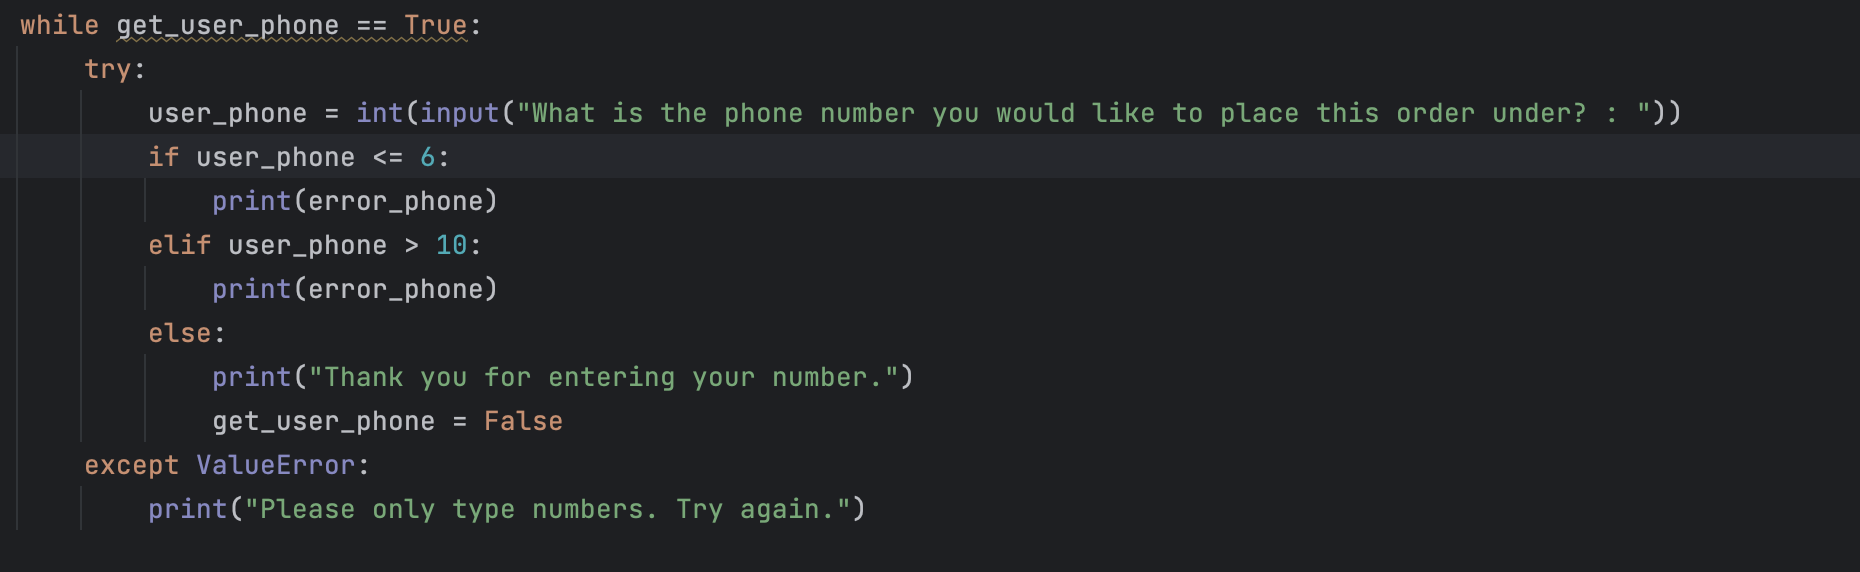 while get_user_phone == True:
    try:
        user_phone = int(input("What is the phone number you would like to place this order under? : "))
        if user_phone <= 6:
            print(error_phone)
        elif user_phone > 10:
            print(error_phone)
        else:
            print("Thank you for entering your number.")
            get_user_phone = False
    except ValueError:
        print("Please only type numbers. Try again.")